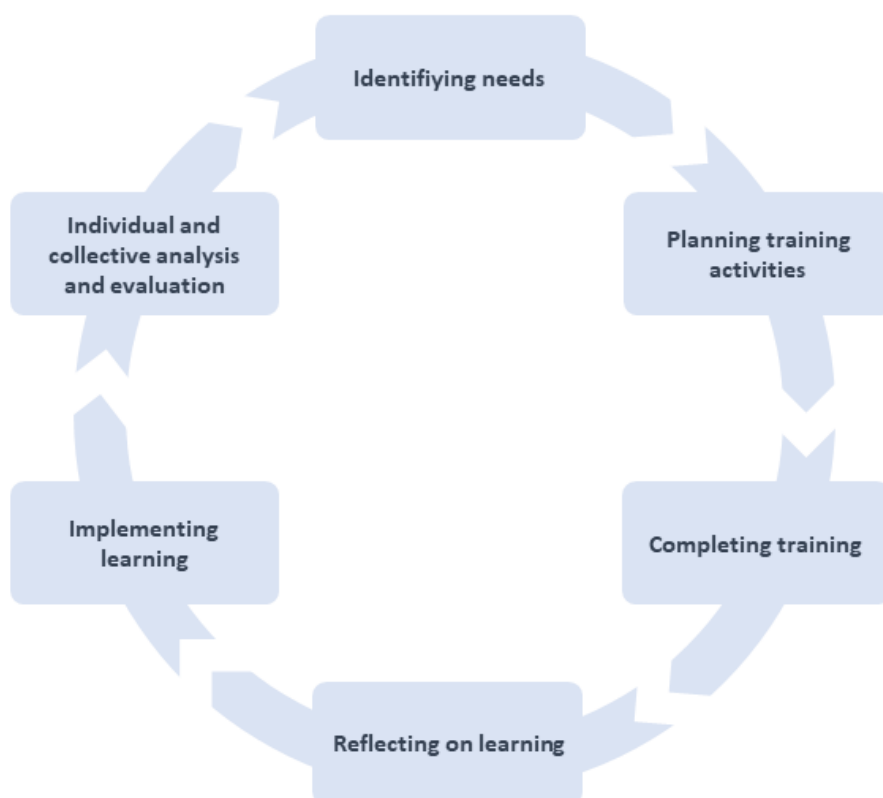 Identifiying needs
Planning training
activities
Completing training
Reflecting on learning
Implementing
learning
Individual and
collective analysis
and evaluation